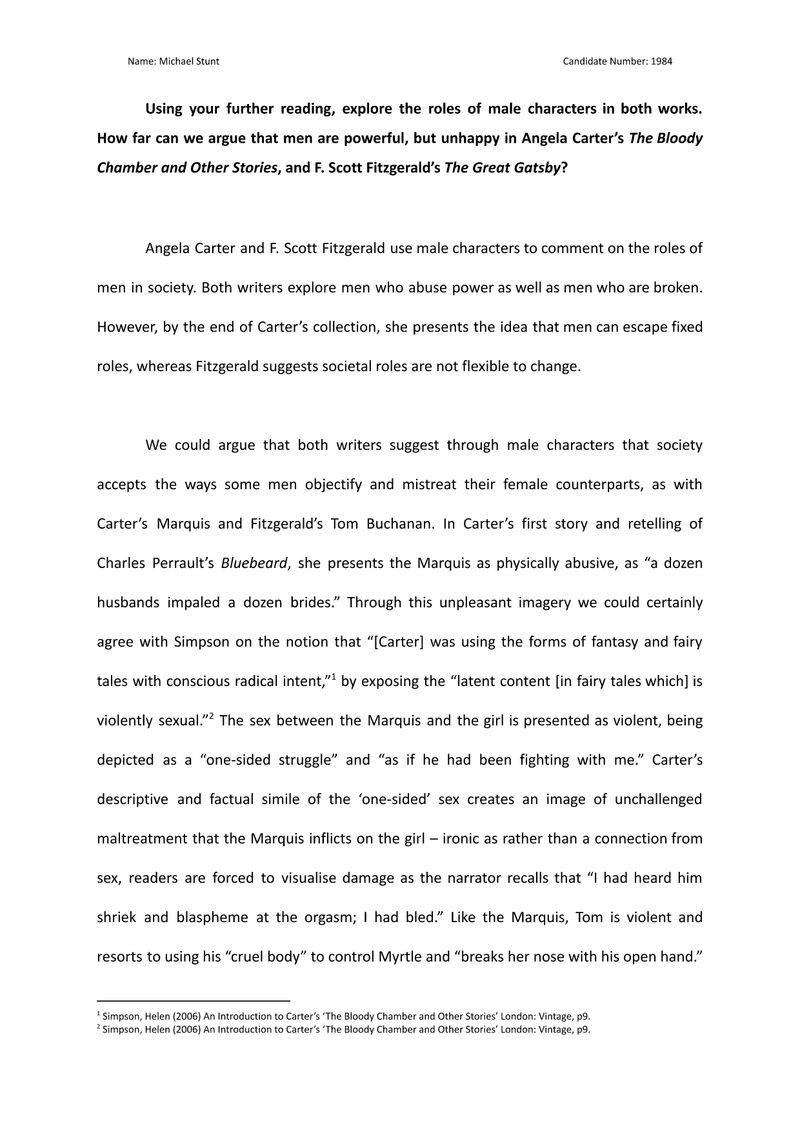 Name: Michael Stunt
Candidate Number: 1984
Using your further reading, explore the roles of male characters in both works.
How far can we argue that men are powerful, but unhappy in Angela Carter’s The Bloody
Chamber and Other Stories, and F. Scott Fitzgerald’s The Great Gatsby?
Angela Carter and F. Scott Fitzgerald use male characters to comment on the roles of
men in society. Both writers explore men who abuse power as well as men who are broken.
However, by the end of Carter’s collection, she presents the idea that men can escape fixed
roles, whereas Fitzgerald suggests societal roles are not flexible to change.
We could argue that both writers suggest through male characters that society
accepts the ways some men objectify and mistreat their female counterparts, as with
Carter’s Marquis and Fitzgerald’s Tom Buchanan. In Carter’s first story and retelling of
Charles Perrault’s Bluebeard, she presents the Marquis as physically abusive, as “a dozen
husbands impaled a dozen brides.” Through this unpleasant imagery we could certainly
agree with Simpson on the notion that “[Carter] was using the forms of fantasy and fairy
tales with conscious radical intent,”1 by exposing the “latent content [in fairy tales which] is
violently sexual.”2 The sex between the Marquis and the girl is presented as violent, being
depicted as a “one-sided struggle” and “as if he had been fighting with me.” Carter’s
descriptive and factual simile of the ‘one-sided’ sex creates an image of unchallenged
maltreatment that the Marquis inflicts on the girl – ironic as rather than a connection from
sex, readers are forced to visualise damage as the narrator recalls that “I had heard him
shriek and blaspheme at the orgasm; I had bled.” Like the Marquis, Tom is violent and
resorts to using his “cruel body” to control Myrtle and “breaks her nose with his open hand.”
1 Simpson, Helen (2006) An Introduction to Carter’s ‘The Bloody Chamber and Other Stories’ London: Vintage, p9.
2 Simpson, Helen (2006) An Introduction to Carter’s ‘The Bloody Chamber and Other Stories’ London: Vintage, p9.